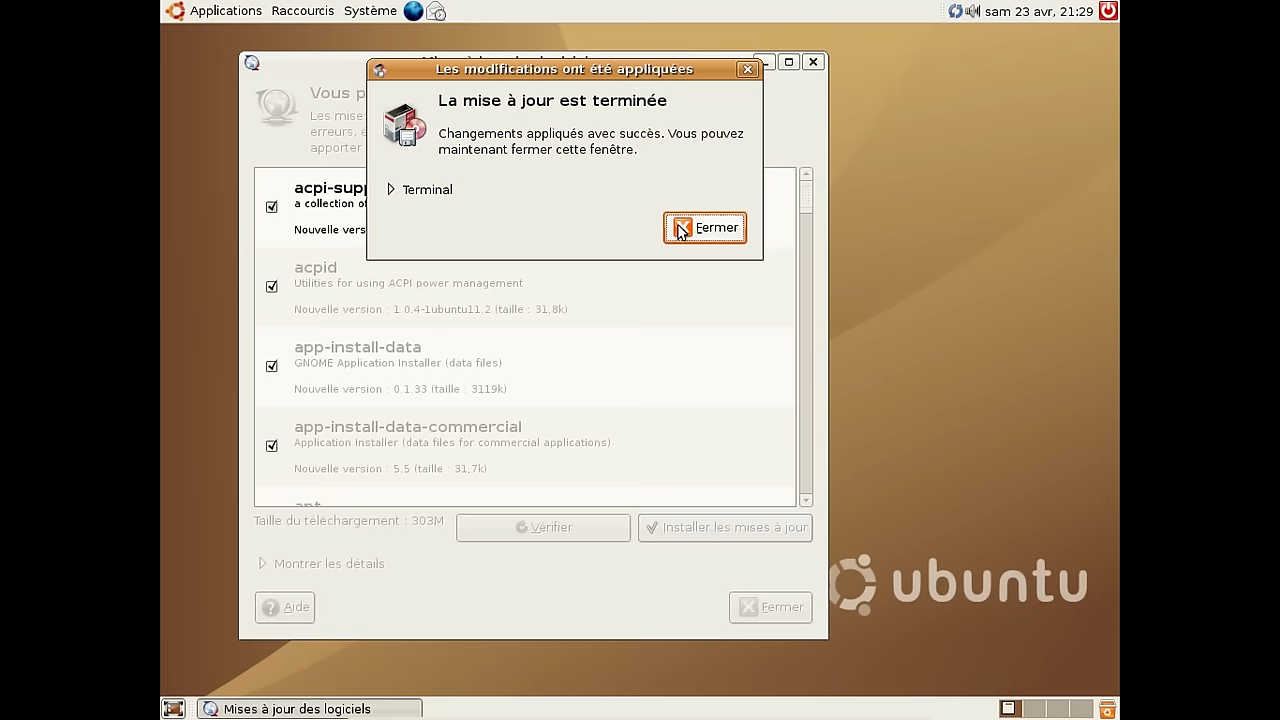 Applications Raccourcis Système
sam 23 avr, 21:29
Les modifications ont été appliquées
La mise à jour est terminée
Changements appliqués avec succès. Vous pouvez
maintenant fermer cette fenêtre.
Terminal
Fermer
Vous
Les mise
apporter
a collection of
acpid
Utilities for using ACPI power management
Nouvelle version : 1.0.4-1ubuntu11.2 (taille : 31,8k)
app-install-data
GNOME Application Installer (data files)
Nouvelle version : 0.1.33 (taille : 3119k)
app-install-data-commercial
Application Installer (data files for commercial applications)
Nouvelle version : 5.5 (taille : 31,7k)
Taille du téléchargement : 303M
Vérifier
Installer les mises à jour
Montrer les détails
Aide
Fermer
ubuntu
Mises à jour des logiciels